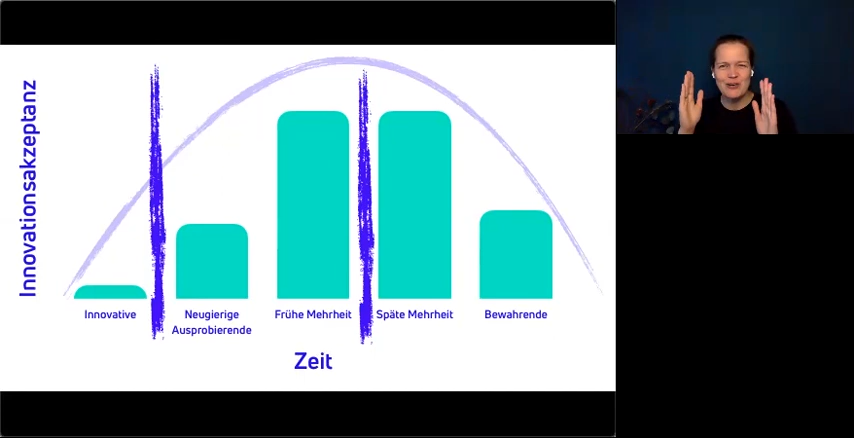 Innovationsakzeptanz
Innovative
Neugierige
Ausprobierende
Frühe Mehrheit
Späte Mehrheit
Bewahrende
Zeit